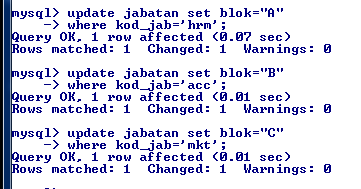 mysql> update jabatan set blok="A"
-> where kod_jab='hrm';
Query OK, 1 row affected (0.07 sec)
Rows matched: 1 Changed: 1 Warnings: 0
mysql> update jabatan set blok="B"
-> where kod_jab='acc';
Query OK, 1 row affected (0.01 sec)
Rows matched: 1 Changed: 1 Warnings: 0
mysql> update jabatan set blok="C"
-> where kod_jab='mkt';
Query OK, 1 row affected (0.01 sec)
Rows matched: 1 Changed: 1 Warnings: 0